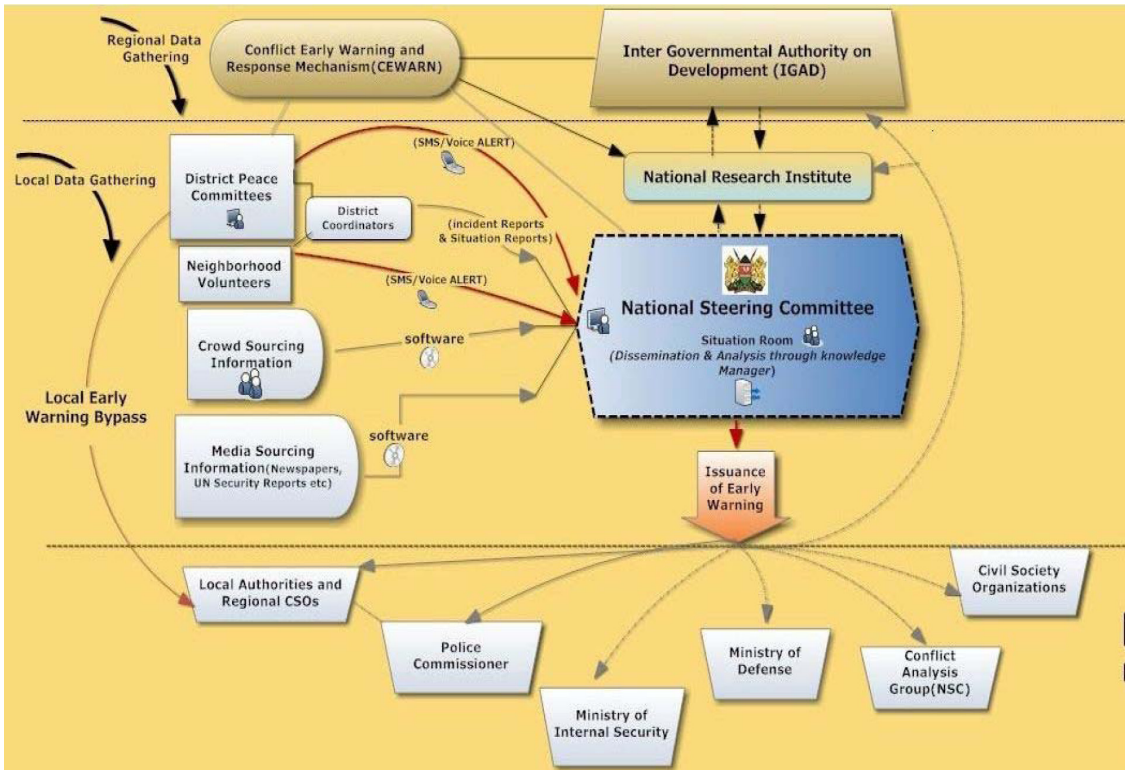 Regional Data
Gathering
Conflict Early Warning and
Response Mechanism(CEWARN)
Inter Governmental Authority on
Development (IGAD)
Local Data Gathering
District Peace
Committees
District
Coordinators
Neighborhood
Volunteers
(SMS/Voice ALERT)
(incident Reports
& Situation Reports)
(SMS/Voice ALERT)
National Research Institute
National Steering Committee
Situation Room
(Dissemination & Analysis through knowledge
Manager)
Crowd Sourcing
Information
software
Local Early
Warning Bypass
Media Sourcing
Information(Newspapers,
UN Security Reports etc)
software
Issuance
of Early
Warning
Local Authorities and
Regional CSOs
Police
Commissioner
Ministry of
Internal Security
Ministry of
Defense
Conflict
Analysis
Group(NSC)
Civil Society
Organizations